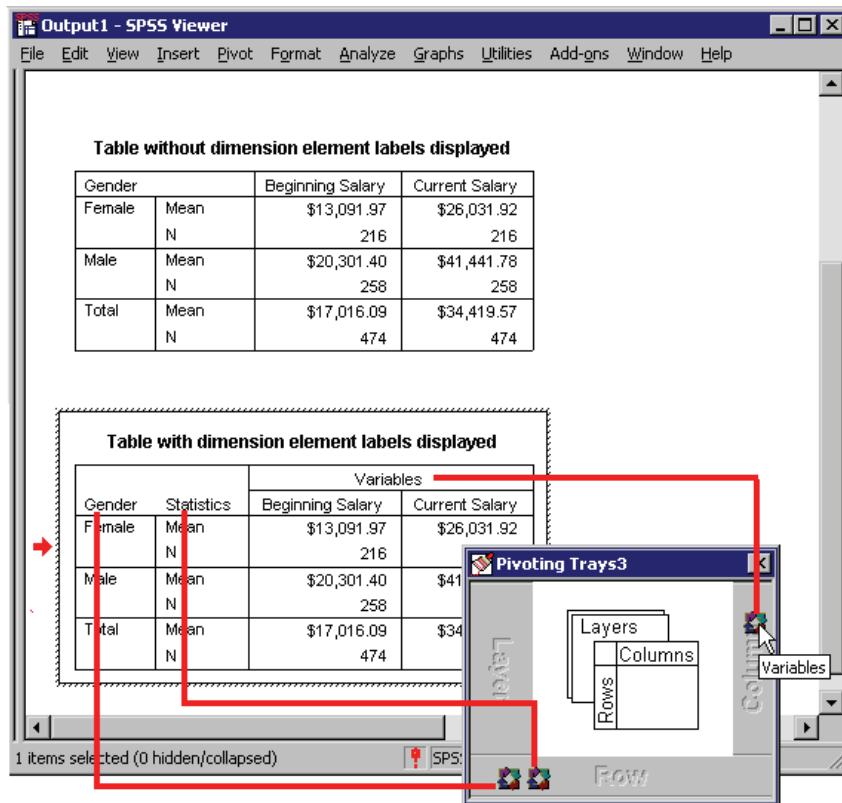 Output1 - SPSS Viewer
File Edit View Insert Pivot Format Analyze Graphs Utilities Add-ons Window Help
Table without dimension element labels displayed
Gender Beginning Salary Current Salary
Female Mean $13,091.97 $26,031.92
N 216 216
Male Mean $20,301.40 $41,441.78
N 258 258
Total Mean $17,016.09 $34,419.57
N 474 474
Table with dimension element labels displayed
Variables
Gender Statistics Beginning Salary Current Salary
Female Mean $13,091.97 $26,031.92
N 216
Male Mean $20,301.40 $41
N 258
Total Mean $17,016.09 $34
N 474
Pivoting Trays3
Layers
Columns
Rows
Layer
Column
Variables
Row
1 items selected (0 hidden/collapsed) SPS